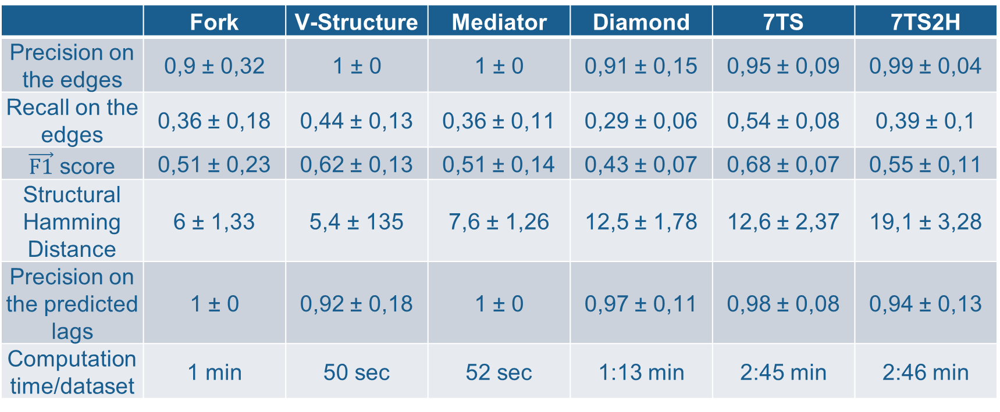 Fork V-Structure Mediator Diamond 7TS 7TS2H
Precision on
the edges
0,9 ± 0,32 1 ± 0 1 ± 0 0,91 ± 0,15 0,95 ± 0,09 0,99 ± 0,04
Recall on the
edges
0,36 ± 0,18 0,44 ± 0,13 0,36 ± 0,11 0,29 ± 0,06 0,54 ± 0,08 0,39 ± 0,1
F1 score 0,51 ± 0,23 0,62 ± 0,13 0,51 ± 0,14 0,43 ± 0,07 0,68 ± 0,07 0,55 ± 0,11
Structural
Hamming
Distance
6 ± 1,33 5,4 ± 135 7,6 ± 1,26 12,5 ± 1,78 12,6 ± 2,37 19,1 ± 3,28
Precision on
the predicted
lags
1 ± 0 0,92 ± 0,18 1 ± 0 0,97 ± 0,11 0,98 ± 0,08 0,94 ± 0,13
Computation
time/dataset
1 min 50 sec 52 sec 1:13 min 2:45 min 2:46 min